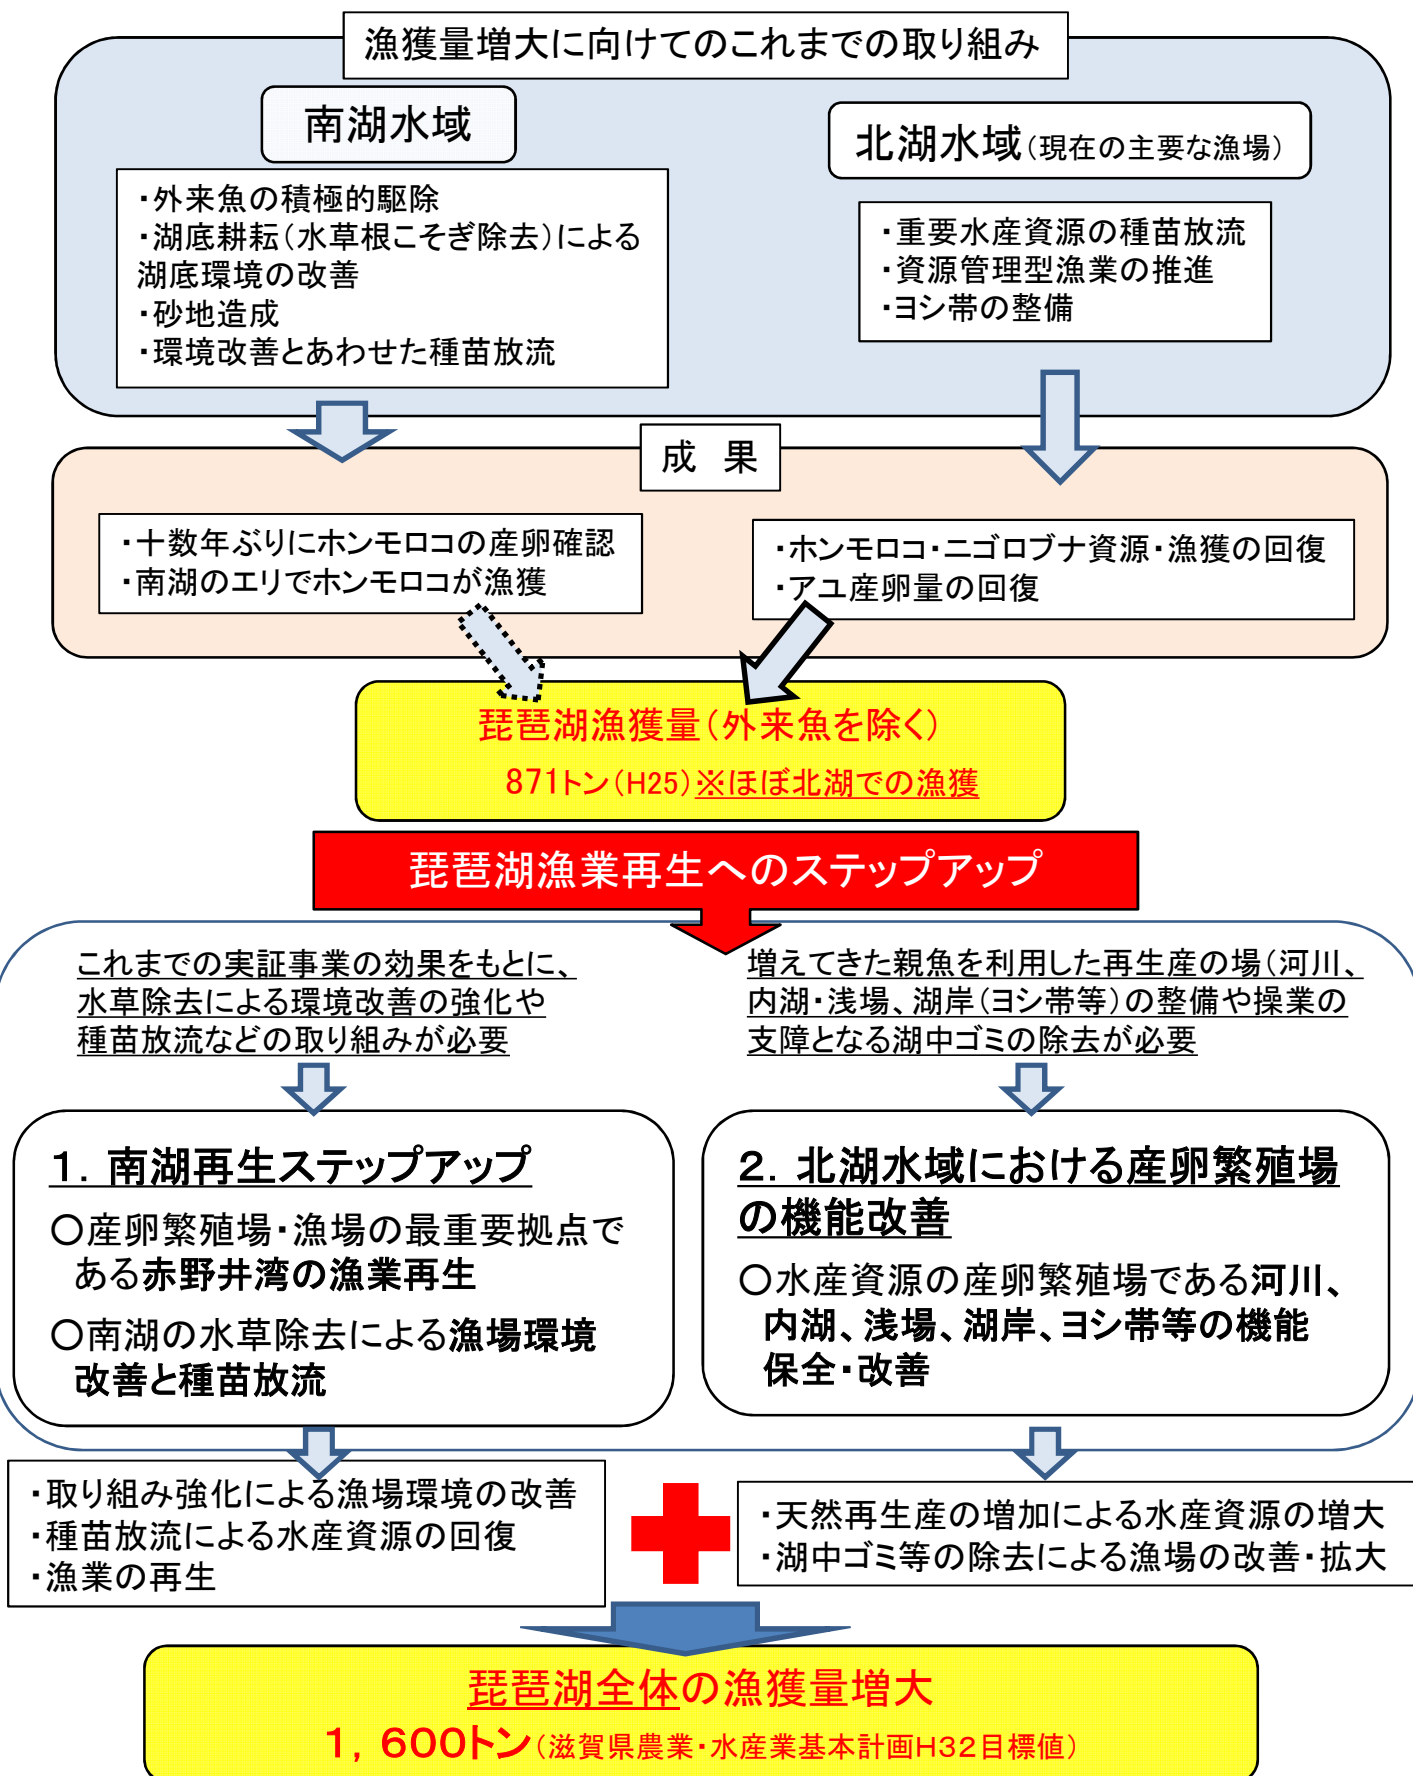 漁獲量増大に向けてのこれまでの取り組み
南湖水域
・外来魚の積極的駆除
・湖底耕耘（水草根こそぎ除去）による
湖底環境の改善
・砂地造成
・環境改善とあわせた種苗放流
北湖水域（現在の主要な漁場）
・重要水産資源の種苗放流
・資源管理型漁業の推進
・ヨシ帯の整備
成　果
・十数年ぶりにホンモロコの産卵確認
・南湖のエリでホンモロコが漁獲
・ホンモロコ・ニゴロブナ資源・漁獲の回復
・アユ産卵量の回復
琵琶湖漁獲量（外来魚を除く）
871トン（H25）※ほぼ北湖での漁獲
琵琶湖漁業再生へのステップアップ
これまでの実証事業の効果をもとに、
水草除去による環境改善の強化や
種苗放流などの取り組みが必要
増えてきた親魚を利用した再生産の場（河川、
内湖・浅場、湖岸（ヨシ帯等）の整備や操業の
支障となる湖中ゴミの除去が必要
１．南湖再生ステップアップ
〇産卵繁殖場・漁場の最重要拠点で
ある赤野井湾の漁業再生
〇南湖の水草除去による漁場環境
改善と種苗放流
２．北湖水域における産卵繁殖場
の機能改善
〇水産資源の産卵繁殖場である河川、
内湖、浅場、湖岸、ヨシ帯等の機能
保全・改善
・取り組み強化による漁場環境の改善
・種苗放流による水産資源の回復
・漁業の再生
・天然再生産の増加による水産資源の増大
・湖中ゴミ等の除去による漁場の改善・拡大
琵琶湖全体の漁獲量増大
１，６００トン（滋賀県農業・水産業基本計画H３２目標値）